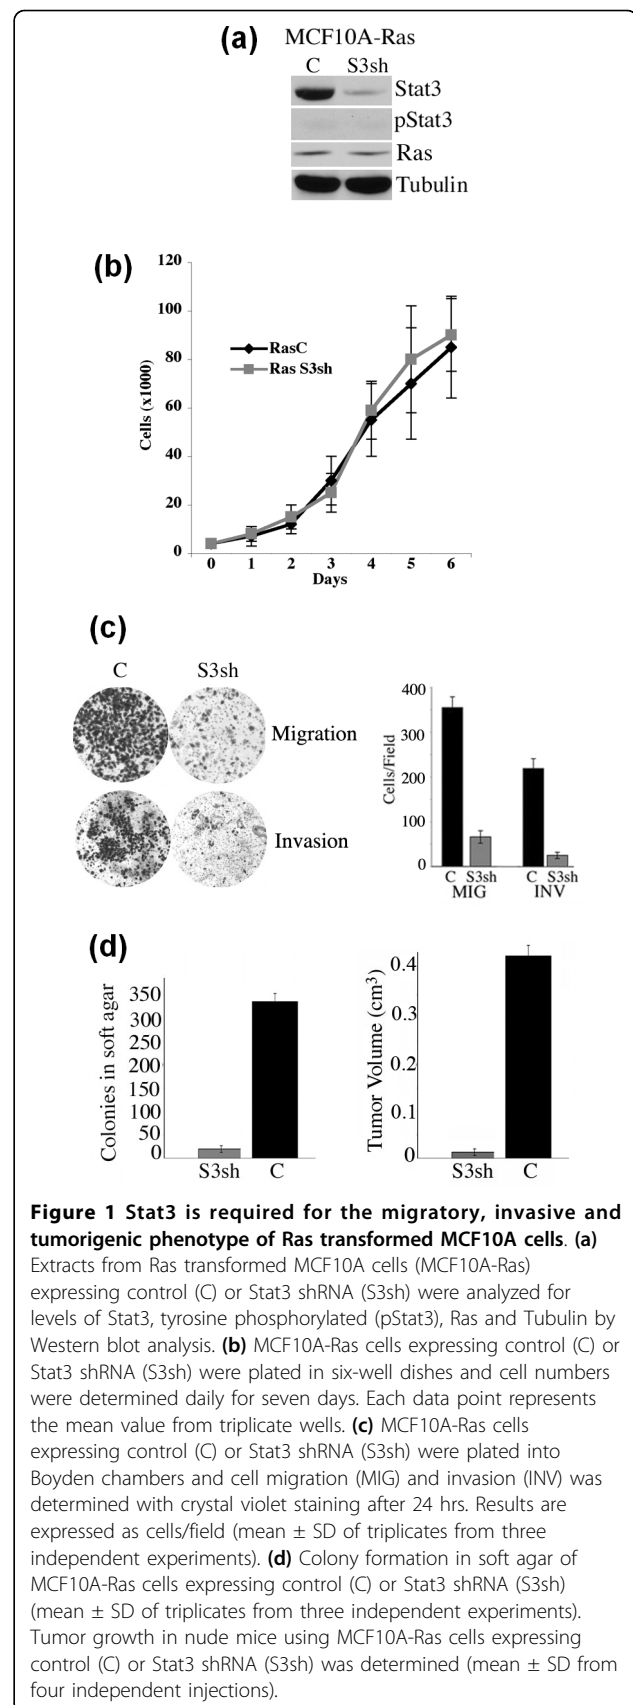 (a)
MCF10A-Ras
C S3sh
Stat3
pStat3
Ras
Tubulin
(b)
120
100
80
60
40
20
0
Cells (x1000)
RasC
Ras S3sh
0 1 2 3 4 5 6
Days
(c)
C S3sh
Migration
Invasion
400
300
200
100
0
Cells/Field
C S3sh C S3sh
MIG INV
(d)
350
300
250
200
150
100
50
0
Colonies in soft agar
S3sh C
0.4
0.2
0.1
0
Tumor Volume (cm³)
S3sh C
Figure 1 Stat3 is required for the migratory, invasive and
tumorigenic phenotype of Ras transformed MCF10A cells. (a)
Extracts from Ras transformed MCF10A cells (MCF10A-Ras)
expressing control (C) or Stat3 shRNA (S3sh) were analyzed for
levels of Stat3, tyrosine phosphorylated (pStat3), Ras and Tubulin by
Western blot analysis. (b) MCF10A-Ras cells expressing control (C) or
Stat3 shRNA (S3sh) were plated in six-well dishes and cell numbers
were determined daily for seven days. Each data point represents
the mean value from triplicate wells. (c) MCF10A-Ras cells
expressing control (C) or Stat3 shRNA (S3sh) were plated into
Boyden chambers and cell migration (MIG) and invasion (INV) was
determined with crystal violet staining after 24 hrs. Results are
expressed as cells/field (mean ± SD of triplicates from three
independent experiments). (d) Colony formation in soft agar of
MCF10A-Ras cells expressing control (C) or Stat3 shRNA (S3sh)
(mean ± SD of triplicates from three independent experiments).
Tumor growth in nude mice using MCF10A-Ras cells expressing
control (C) or Stat3 shRNA (S3sh) was determined (mean ± SD from
four independent injections).